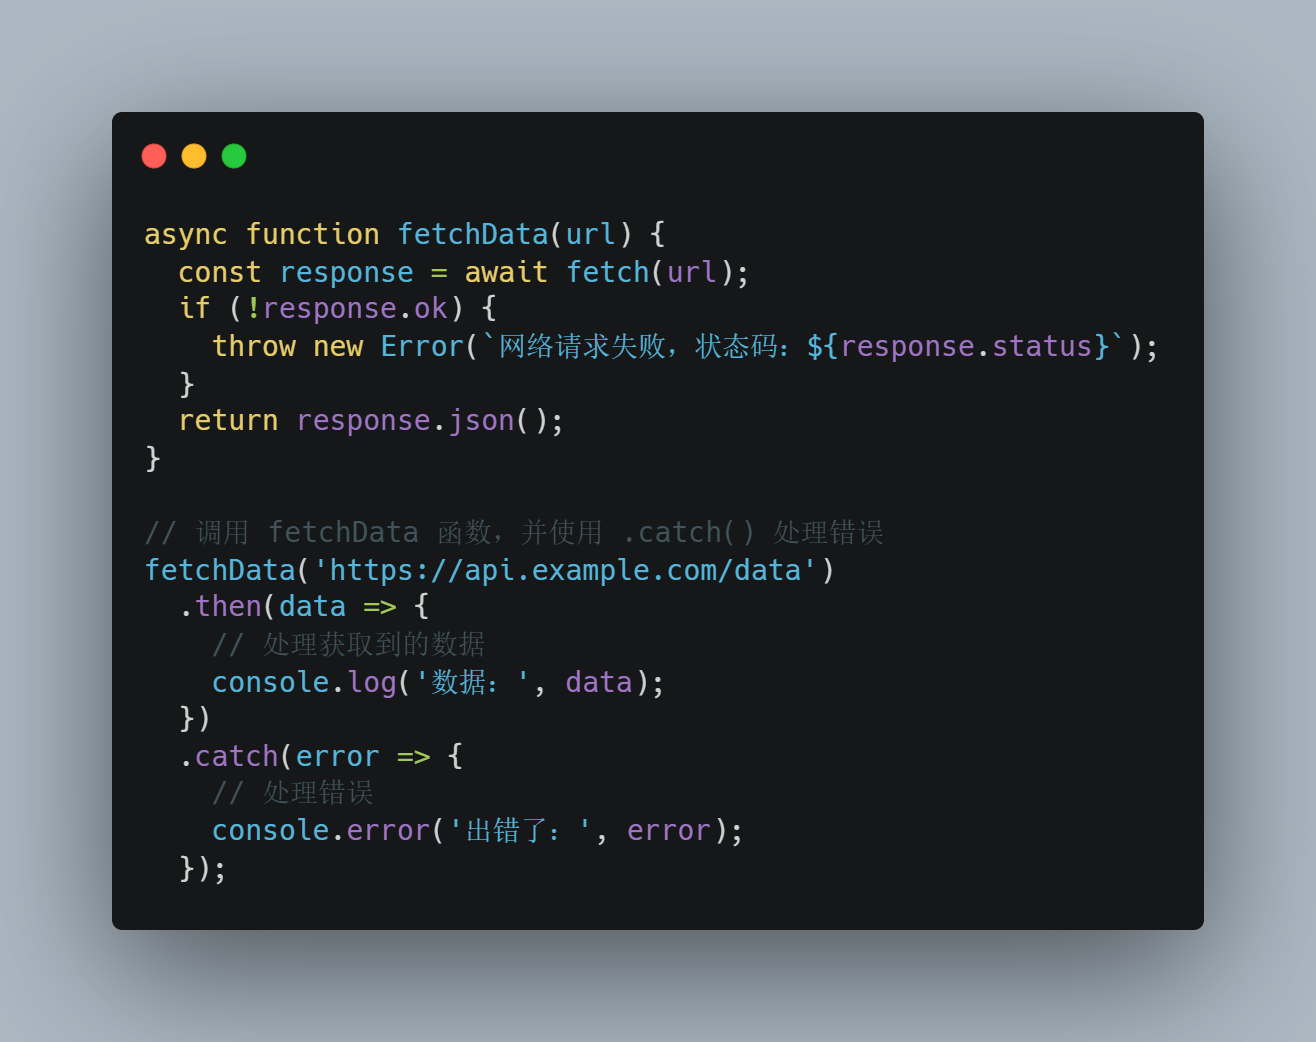 async function fetchData(url) {
  const response = await fetch(url);
  if (!response.ok) {
    throw new Error(`网络请求失败，状态码：${response.status}`);
  }
  return response.json();
}

// 调用 fetchData 函数，并使用 .catch() 处理错误
fetchData('https://api.example.com/data')
  .then(data => {
    // 处理获取到的数据
    console.log('数据：', data);
  })
  .catch(error => {
    // 处理错误
    console.error('出错了：', error);
  });